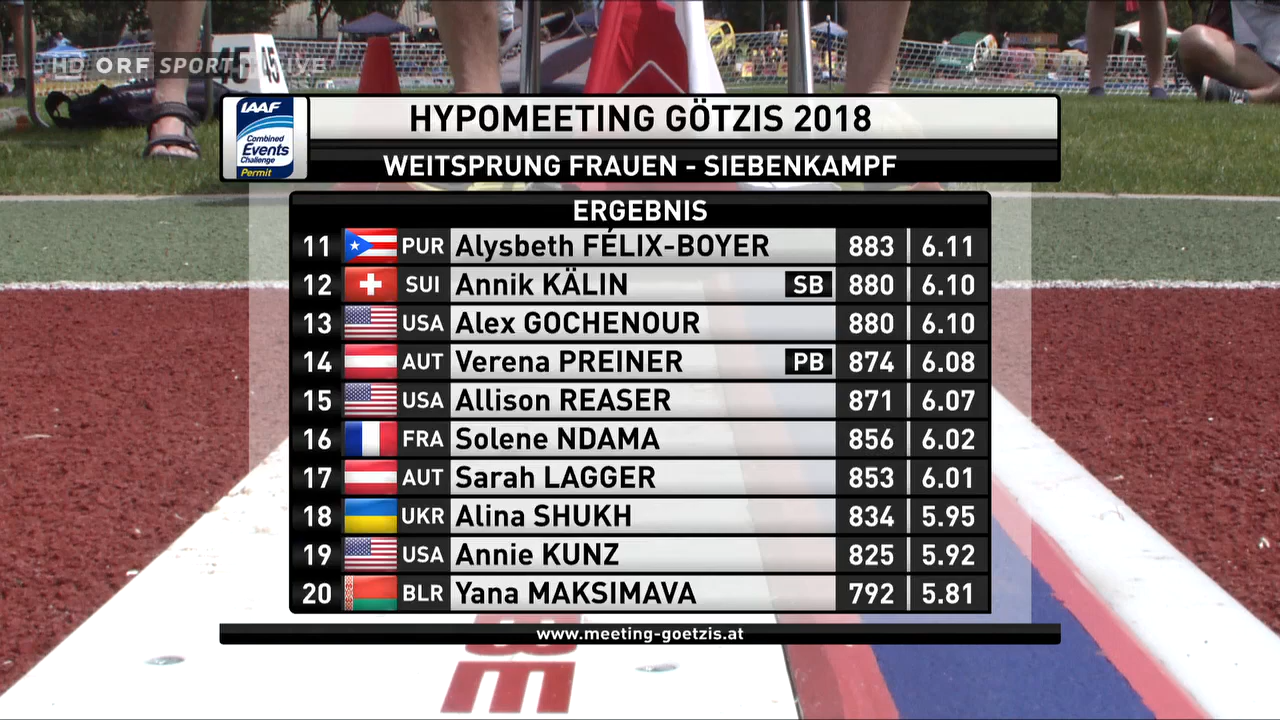 HD ORF SPORT
45
45
IAAF
Combined
Events
Challenge
Permit
HYPOMEETING GÖTZIS 2018
WEITSPRUNG FRAUEN - SIEBENKAMPF
ERGEBNIS
11 PUR Alysbeth FÉLIX-BOYER 883 6.11
12 SUI Annik KÄLIN SB 880 6.10
13 USA Alex GOCHENOUR 880 6.10
14 AUT Verena PREINER PB 874 6.08
15 USA Allison REASER 871 6.07
16 FRA Solene NDAMA 856 6.02
17 AUT Sarah LAGGER 853 6.01
18 UKR Alina SHUKH 834 5.95
19 USA Annie KUNZ 825 5.92
20 BLR Yana MAKSIMAVA 792 5.81
www.meeting-goetzis.at